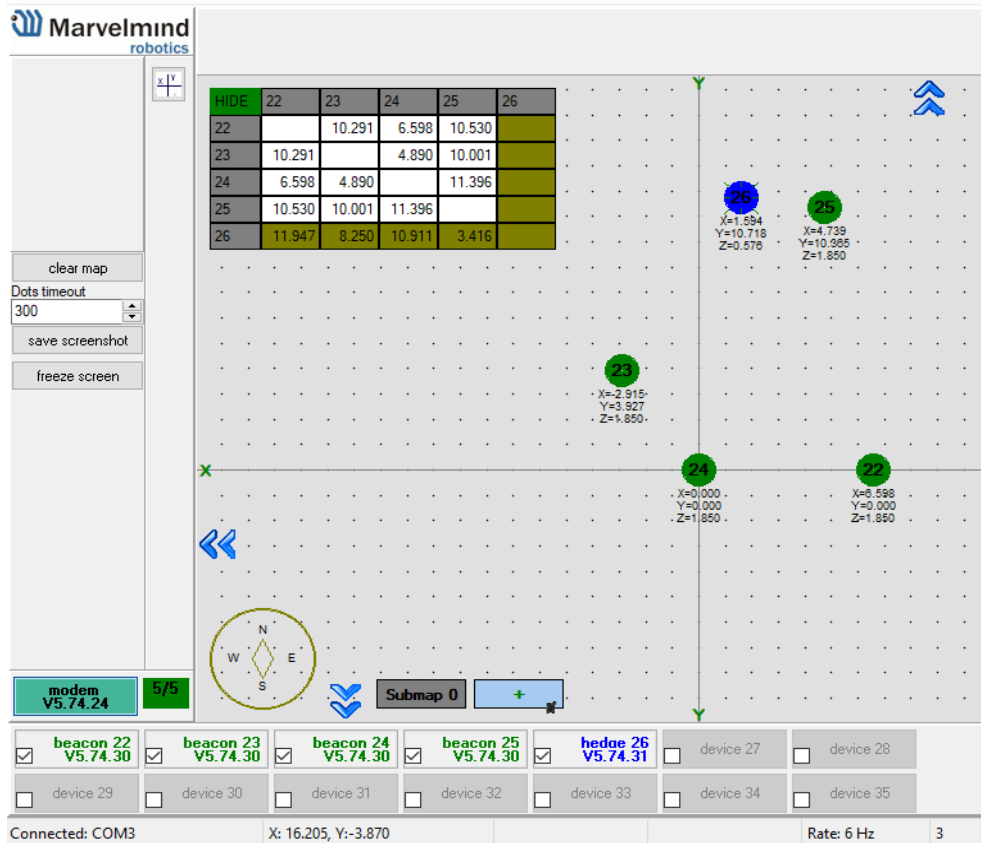 Marvelmind
robotics
X Y
HIDE 22 23 24 25 26
22 10.291 6.598 10.530
23 10.291 4.890 10.001
24 6.598 4.890 11.396
25 10.530 10.001 11.396
26 11.947 8.250 10.911 3.416
clear map
Dots timeout
300
save screenshot
freeze screen
Y
26
X=1.594
Y=10.718
Z=0.576
25
X=4.739
Y=10.365
Z=1.850
23
X=-2.915
Y=3.927
Z=1.850
X
24
X=0.000
Y=0.000
Z=1.850
22
X=6.598
Y=0.000
Z=1.850
N
W E
S
Submap 0
+
Y
modem
V5.74.24
5/5
beacon 22
V5.74.30
beacon 23
V5.74.30
beacon 24
V5.74.30
beacon 25
V5.74.30
hedge 26
V5.74.31
device 27
device 28
device 29
device 30
device 31
device 32
device 33
device 34
device 35
Connected: COM3
X: 16.205, Y:-3.870
Rate: 6 Hz
3